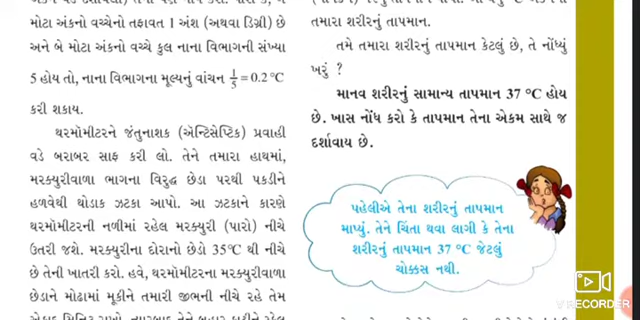 મોટા અંકનો વચ્ચેનો તફાવત 1 અંશ (અથવા ડિગ્રી) છે
અને બે મોટા અંકનો વચ્ચે કુલ નાના વિભાગની સંખ્યા
5 હોય તો, નાના વિભાગના મૂલ્યનું વાંચન 1/5 = 0.2 °C
કરી શકાય.
થરમૉમીટરને જંતુનાશક (ઍન્ટિસેપ્ટિક) પ્રવાહી
વડે બરાબર સાફ કરી લો. તેને તમારા હાથમાં,
મરક્યુરીવાળા ભાગના વિરુદ્ધ છેડા પરથી પકડીને
હળવેથી થોડાક ઝટકા આપો. આ ઝટકાને કારણે
થરમૉમીટરની નળીમાં રહેલ મરક્યુરી (પારો) નીચે
ઉતરી જશે. મરક્યુરીના દોરાનો છેડો 35°C થી નીચે
છે તેની ખાતરી કરો. હવે, થરમૉમીટરના મરક્યુરીવાળા
છેડાને મોઢામાં મૂકીને તમારી જીભની નીચે રહે તેમ
તમારા શરીરનું તાપમાન.
તમે તમારા શરીરનું તાપમાન કેટલું છે, તે નોંધ્યું
ખરું ?
માનવ શરીરનું સામાન્ય તાપમાન 37 °C હોય
છે. ખાસ નોંધ કરો કે તાપમાન તેના એકમ સાથે જ
દર્શાવાય છે.
પહેલીએ તેના શરીરનું તાપમાન
માપ્યું. તેને ચિંતા થવા લાગી કે તેના
શરીરનું તાપમાન 37 °C જેટલું
ચોક્કસ નથી.
V RECORDER